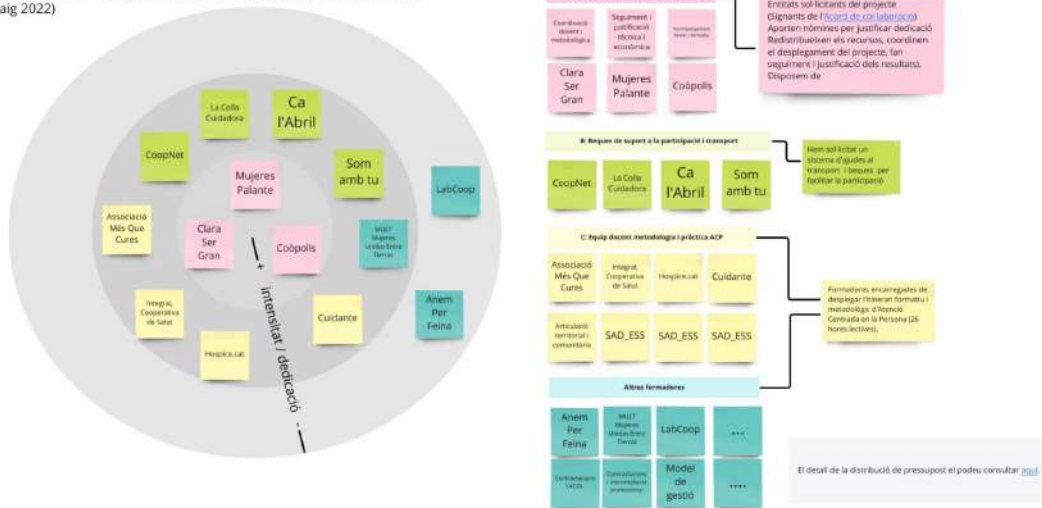 aig 2022)
La Colla
Cuidadora
Ca
l'Abril
CoopNet
Som
amb tu
Mujeres
Palante
LabCoop
Associació
Més Que
Cures
Clara
Ser
Gran
Coòpolis
MUET
Mujeres
Unidas Entre
Tierras
Integral,
Cooperativa
de Salut
Cuidante
Anem
Per
Feina
Hospice.cat
+ intensitat / dedicació -
Coordinació
docent i
metodològica
Seguiment i
justificació
tècnica i
econòmica
Clara
Ser
Gran
Mujeres
Palante
Coòpolis
Entitats sol·licitants del projecte
(Signants de l'Acord de col·laboració)
Aporten nòmines per justificar dedicació
Redistribueixen els recursos, coordinen
el desplegament del projecte, fan
seguiment i justificació dels resultats).
Disposem de
B: Beques de suport a la participació i transport
CoopNet
La Colla
Cuidadora
Ca
l'Abril
Som
amb tu
Hem sol·licitat un
sistema d'ajudes al
transport i beques per
facilitar la participació
C: Equip docent metodologia i pràctica ACP
Associació
Més Que
Cures
Integral,
Cooperativa
de Salut
Hospice.cat
Cuidante
Articulació
territorial i
comunitària
SAD_ESS
SAD_ESS
SAD_ESS
Formadores encarregades de
desplegar l'itinerari formatiu i
metodològic d'Atenció
Centrada en la Persona (26
hores lectives).
Altres formadores
Anem
Per
Feina
MUET
Mujeres
Unidas Entre
Tierras
LabCoop
....
Model
de
gestió
....
El detall de la distribució de pressupost el podeu consultar aquí.